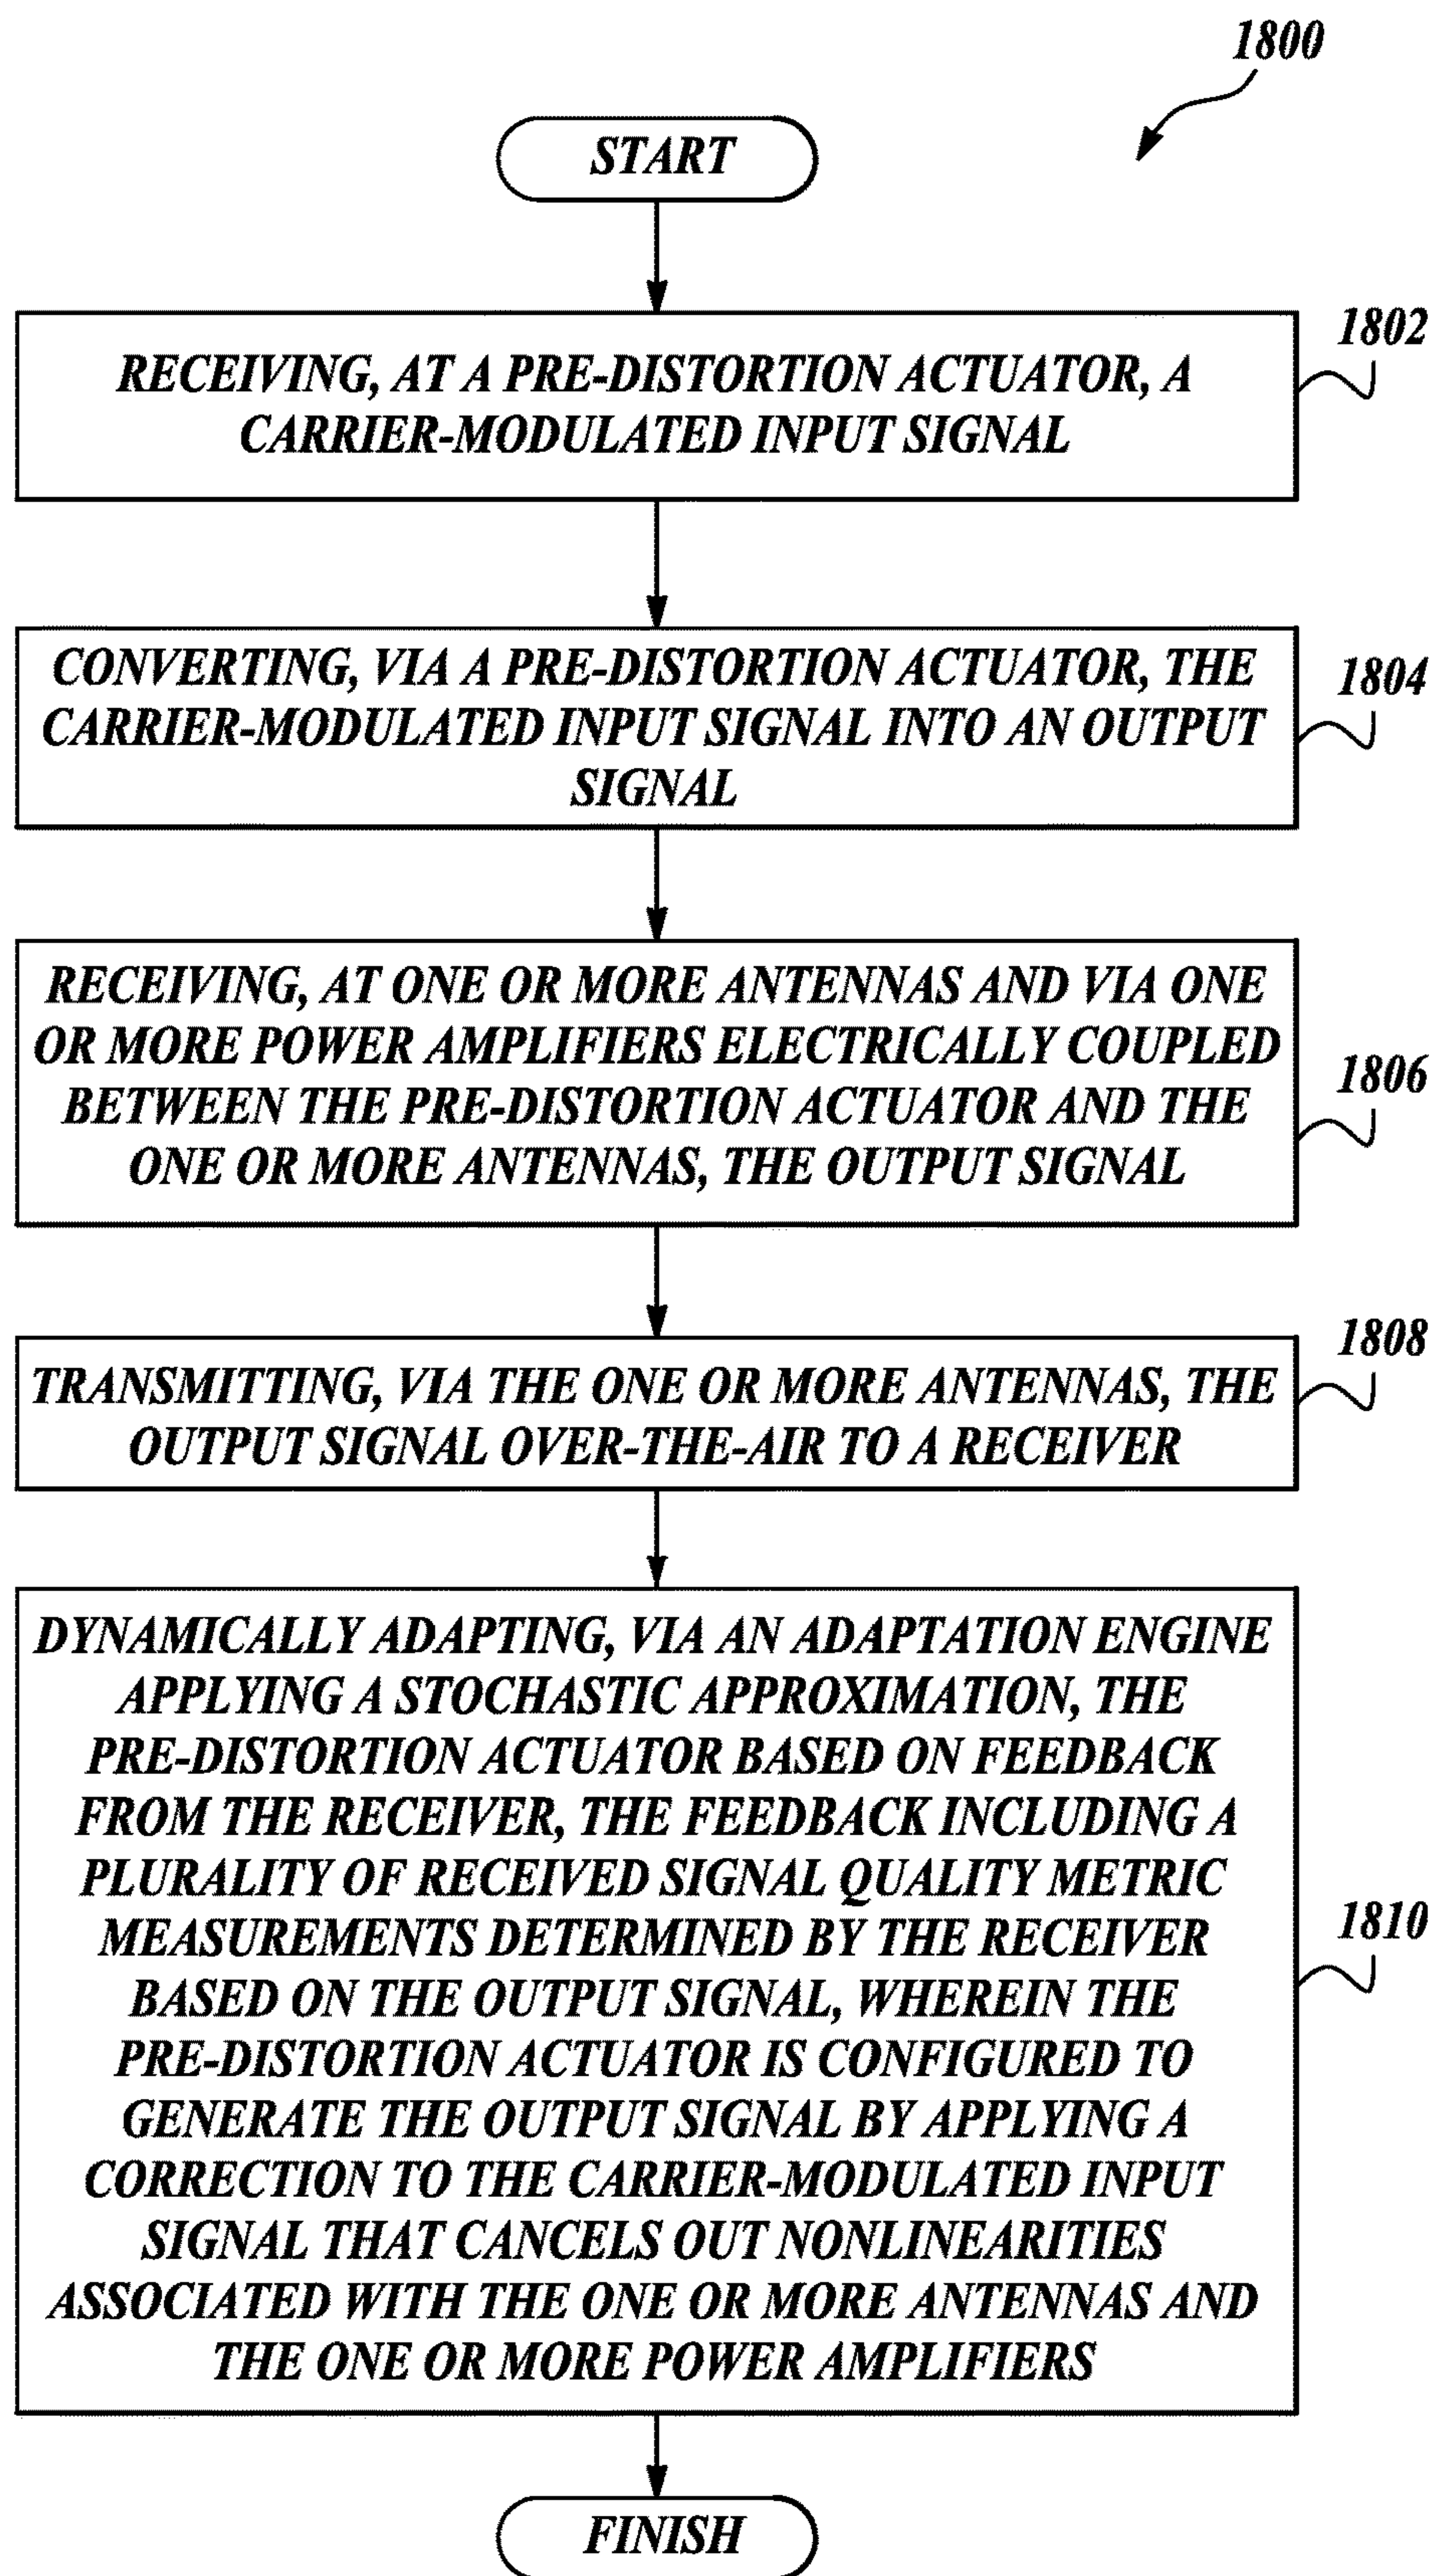 1800
START
1802
RECEIVING, AT A PRE-DISTORTION ACTUATOR, A
CARRIER-MODULATED INPUT SIGNAL
1804
CONVERTING, VIA A PRE-DISTORTION ACTUATOR, THE
CARRIER-MODULATED INPUT SIGNAL INTO AN OUTPUT
SIGNAL
1806
RECEIVING, AT ONE OR MORE ANTENNAS AND VIA ONE
OR MORE POWER AMPLIFIERS ELECTRICALLY COUPLED
BETWEEN THE PRE-DISTORTION ACTUATOR AND THE
ONE OR MORE ANTENNAS, THE OUTPUT SIGNAL
1808
TRANSMITTING, VIA THE ONE OR MORE ANTENNAS, THE
OUTPUT SIGNAL OVER-THE-AIR TO A RECEIVER
1810
DYNAMICALLY ADAPTING, VIA AN ADAPTATION ENGINE
APPLYING A STOCHASTIC APPROXIMATION, THE
PRE-DISTORTION ACTUATOR BASED ON FEEDBACK
FROM THE RECEIVER, THE FEEDBACK INCLUDING A
PLURALITY OF RECEIVED SIGNAL QUALITY METRIC
MEASUREMENTS DETERMINED BY THE RECEIVER
BASED ON THE OUTPUT SIGNAL, WHEREIN THE
PRE-DISTORTION ACTUATOR IS CONFIGURED TO
GENERATE THE OUTPUT SIGNAL BY APPLYING A
CORRECTION TO THE CARRIER-MODULATED INPUT
SIGNAL THAT CANCELS OUT NONLINEARITIES
ASSOCIATED WITH THE ONE OR MORE ANTENNAS AND
THE ONE OR MORE POWER AMPLIFIERS
FINISH